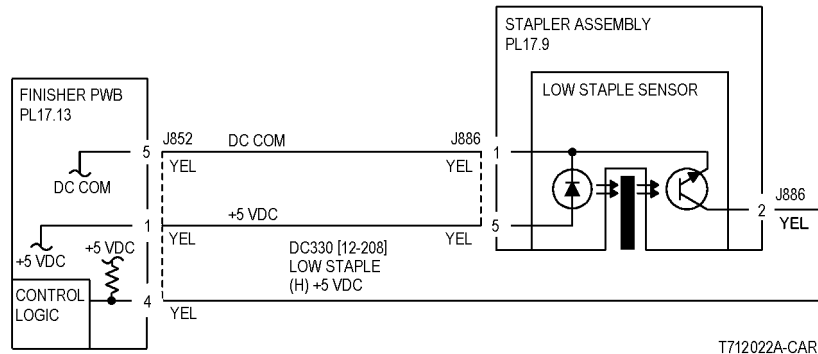 STAPLER ASSEMBLY
PL17.9
FINISHER PWB
PL17.13
LOW STAPLE SENSOR
5
J852
DC COM
J886
1
YEL
YEL
DC COM
J886
1
+5 VDC
5
2
YEL
YEL
YEL
+5 VDC
+5 VDC
DC330 [12-208]
LOW STAPLE
(H) +5 VDC
CONTROL
LOGIC
4
YEL
T712022A-CAR